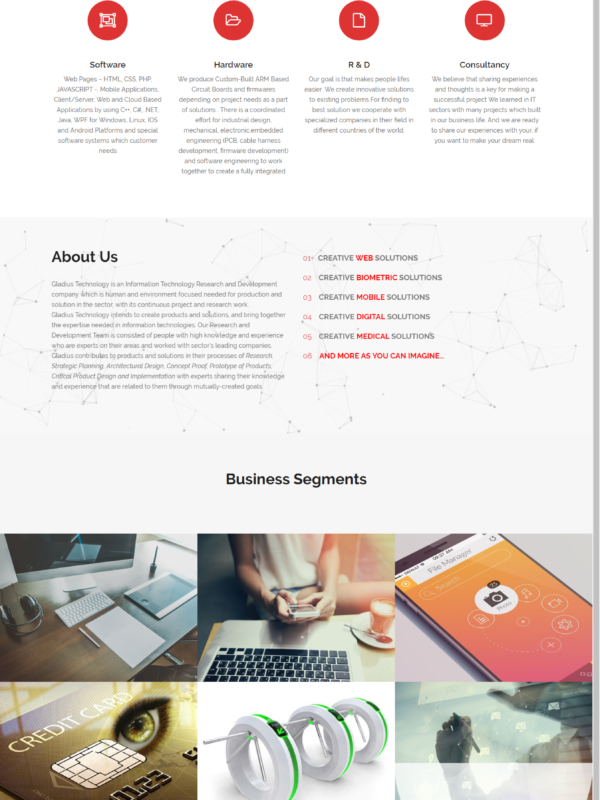 Software
Web Pages – HTML, CSS, PHP,
JAVASCRIPT -. Mobile Applications,
Client/Server, Web and Cloud Based
Applications by using C++, C#, .NET,
Java, WPF for Windows, Linux, IOS
and Android Platforms and special
software systems which customer
needs
Hardware
We produce Custom-Built ARM Based
Circuit Boards and firmwares
depending on project needs as a part
of solutions . There is a coordinated
effort for industrial design,
mechanical, electronic,embedded
engineering (PCB, cable harness
development, firmware development)
and software engineering to work
together to create a fully integrated
R & D
Our goal is that makes people lifes
easier. We create innovative solutions
to existing problems For finding to
best solution we cooperate with
specialized companies in their field in
different countries of the world.
Consultancy
We believe that sharing experiences
and thoughts is a key for making a
successful project We learned in IT
sectors with many projects which built
in our business life. And we are ready
to share our experiences with your, if
you want to make your dream real.
About Us
Gladius Technology is an Information Technology Research and Development
company which is human and environment focused needed for production and
solution in the sector, with its continuous project and research work.
Gladius Technology intends to create products and solutions, and bring together
the expertise needed in information technologies. Our Research and
Development Team is consisted of people with high knowledge and experience
who are experts on their areas and worked with sector's leading companies.
Gladius contributes to products and solutions in their processes of Research,
Strategic Planning, Architectural Design, Concept Proof, Prototype of Products,
Critical Product Design and Implementation with experts sharing their knowledge
and experience that are related to them through mutually-created goals.
01• CREATIVE WEB SOLUTIONS
02 CREATIVE BIOMETRIC SOLUTIONS
03 CREATIVE MOBILE SOLUTIONS
04 CREATIVE DIGITAL SOLUTIONS
05 CREATIVE MEDICAL SOLUTIONS
06 AND MORE AS YOU CAN IMAGINE...
Business Segments
09:37 AM
File Manager
Search
Photo
CREDIT CARD